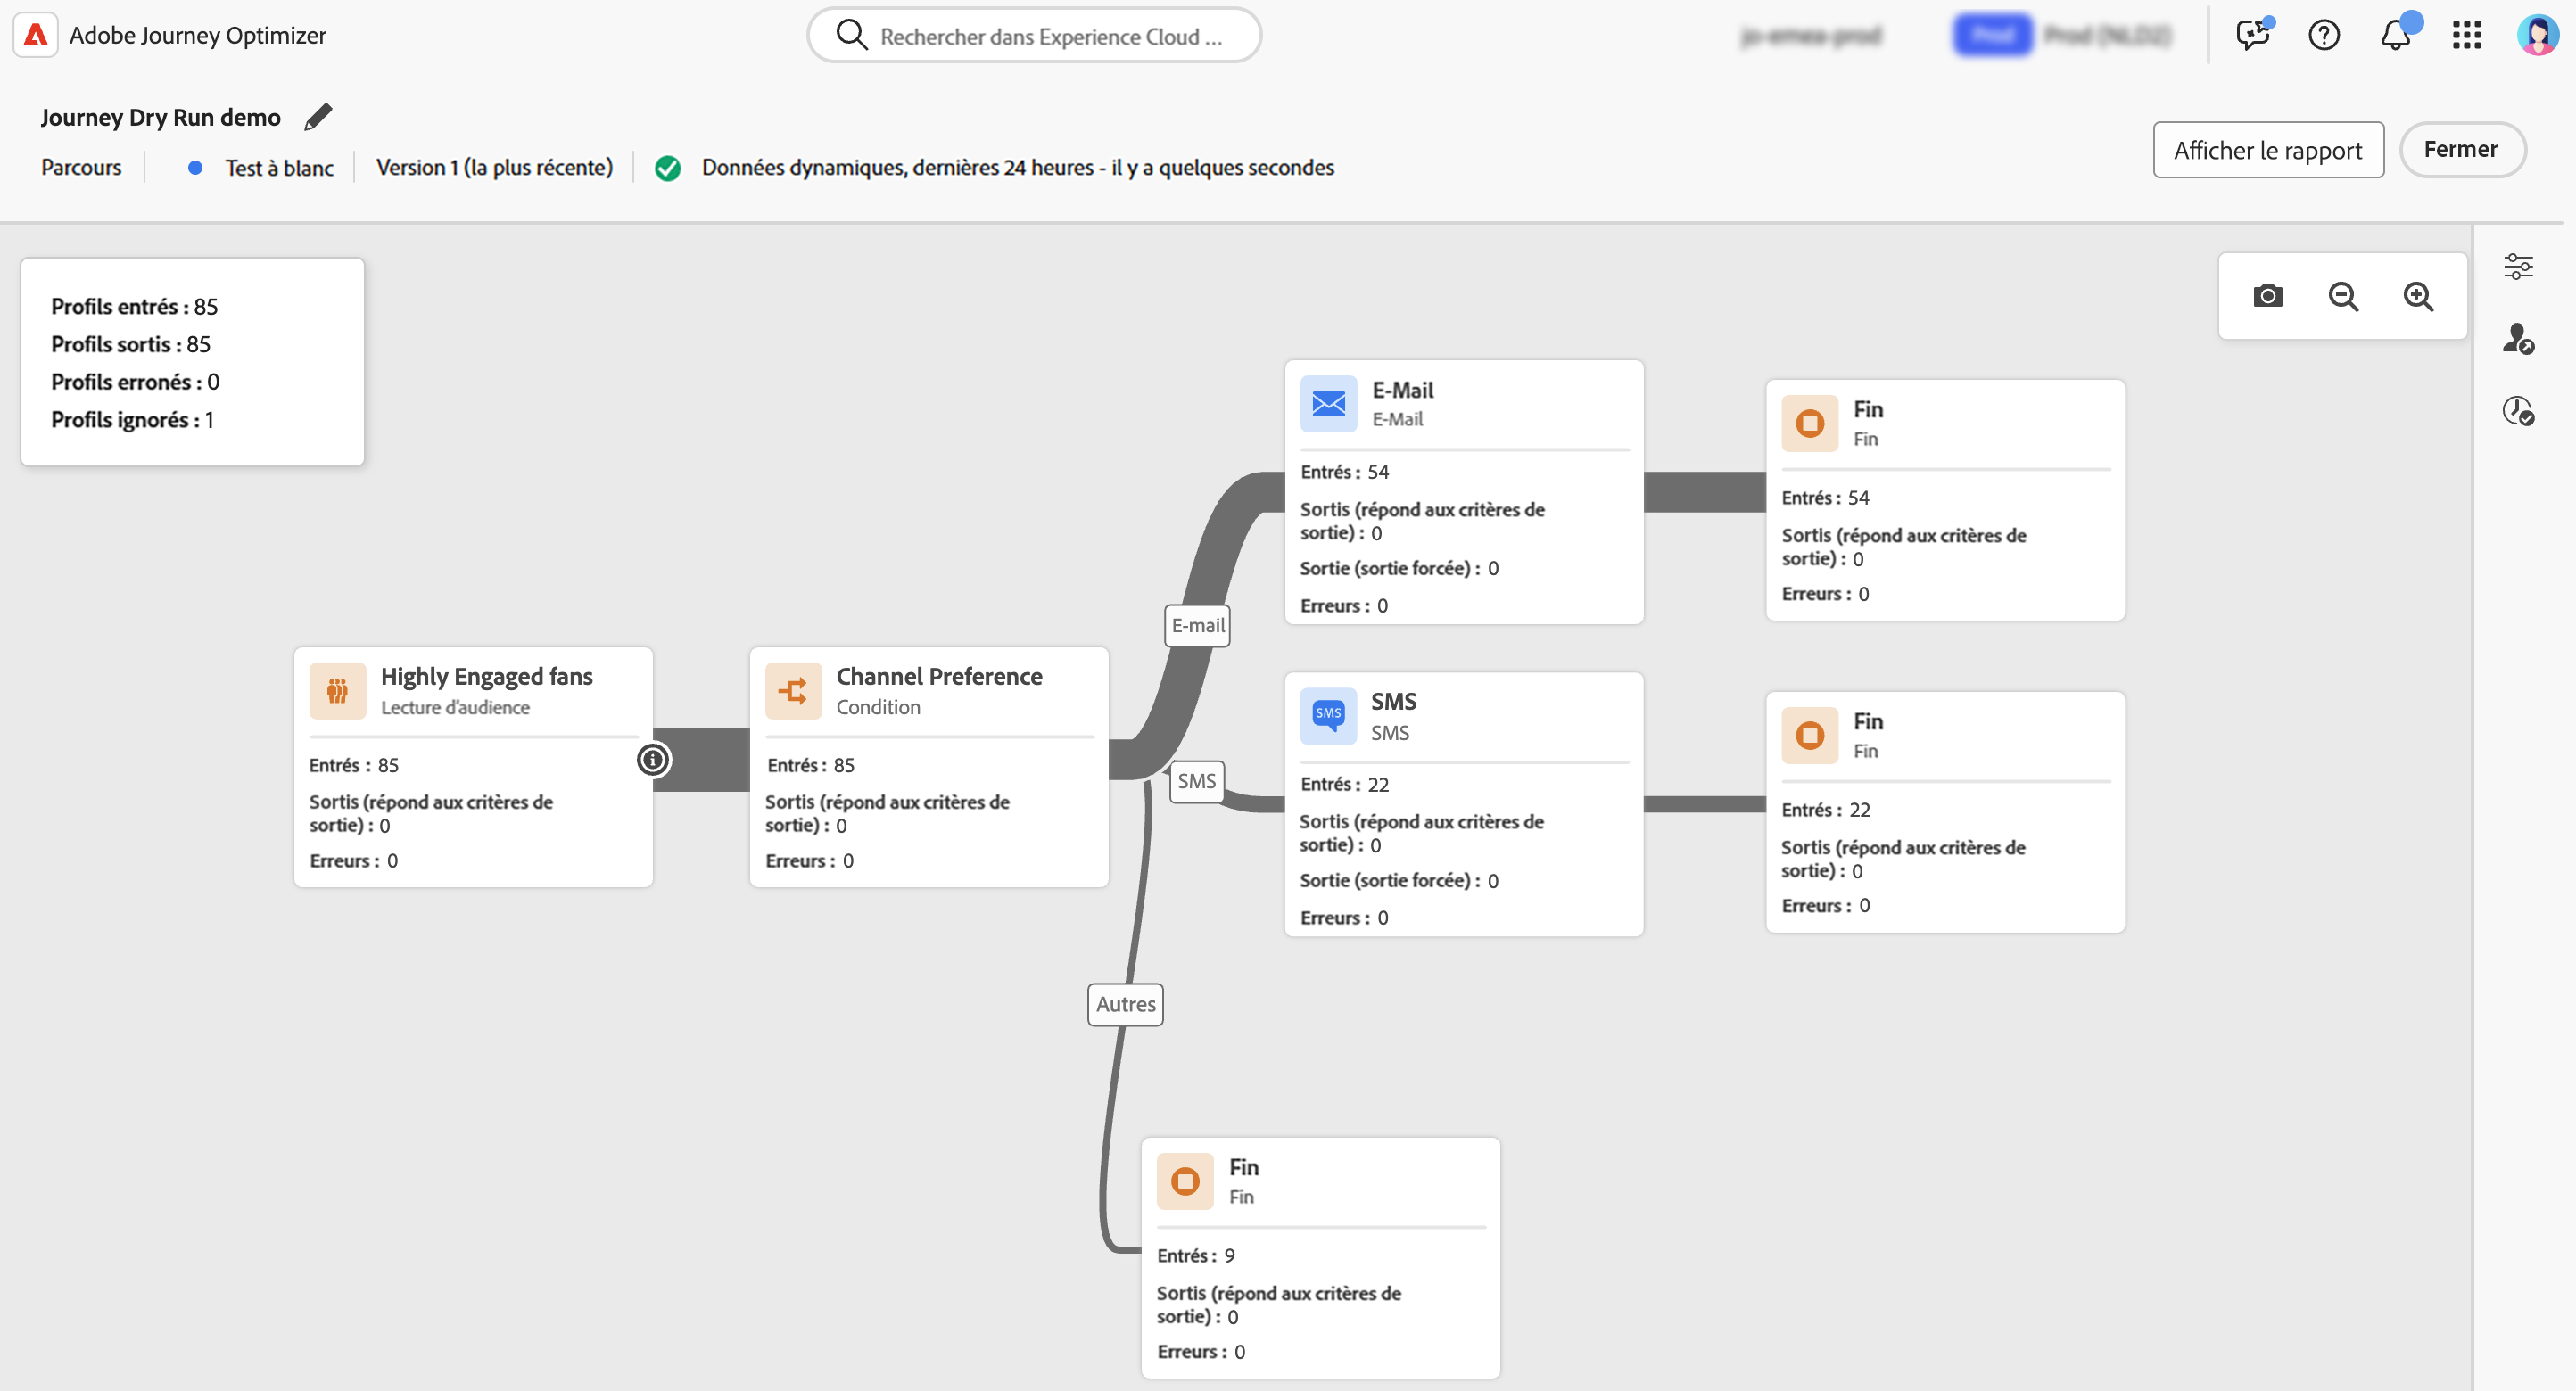 Adobe Journey Optimizer
Rechercher dans Experience Cloud ...
Journey Dry Run demo
Parcours
Test à blanc
Version 1 (la plus récente)
Données dynamiques, dernières 24 heures - il y a quelques secondes
Afficher le rapport
Fermer
Profils entrés : 85
Profils sortis : 85
Profils erronés : 0
Profils ignorés : 1
Highly Engaged fans
Lecture d'audience
Entrés : 85
Sortis (répond aux critères de
sortie) : 0
Erreurs : 0
Channel Preference
Condition
Entrés : 85
Sortis (répond aux critères de
sortie) : 0
Erreurs : 0
E-mail
SMS
Autres
E-Mail
E-Mail
Entrés : 54
Sortis (répond aux critères de
sortie) : 0
Sortie (sortie forcée) : 0
Erreurs : 0
Fin
Fin
Entrés : 54
Sortis (répond aux critères de
sortie) : 0
Erreurs : 0
SMS
SMS
SMS
Entrés : 22
Sortis (répond aux critères de
sortie) : 0
Sortie (sortie forcée) : 0
Erreurs : 0
Fin
Fin
Entrés : 22
Sortis (répond aux critères de
sortie) : 0
Erreurs : 0
Fin
Fin
Entrés : 9
Sortis (répond aux critères de
sortie) : 0
Erreurs : 0